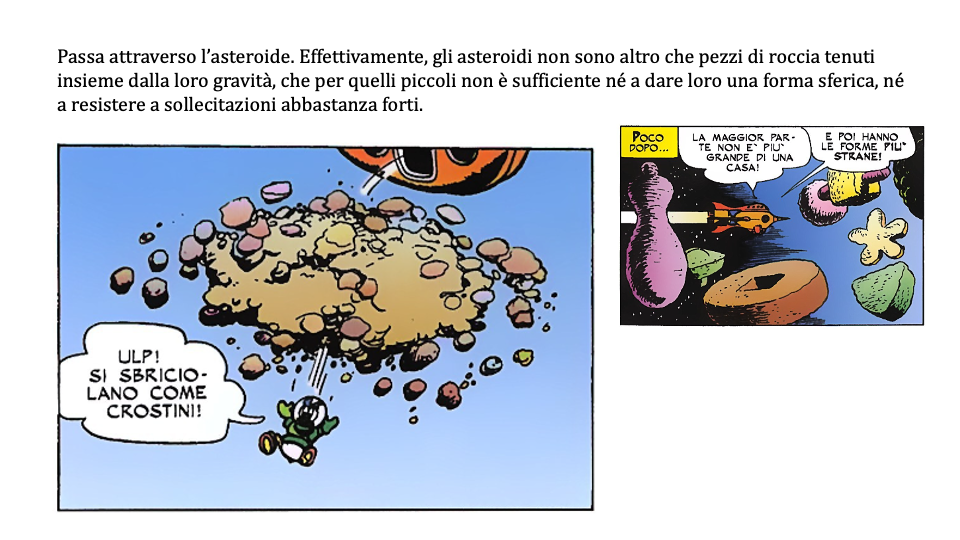 Passa attraverso l’asteroide. Effettivamente, gli asteroidi non sono altro che pezzi di roccia tenuti
insieme dalla loro gravità, che per quelli piccoli non è sufficiente né a dare loro una forma sferica, né
a resistere a sollecitazioni abbastanza forti.
POCO
DOPO...
LA MAGGIOR PAR-
TE NON E` PIU`
GRANDE DI UNA
CASA!
E POI HANNO
LE FORME PIU`
STRANE!
ULP!
SI SBRICIO-
LANO COME
CROSTINI!